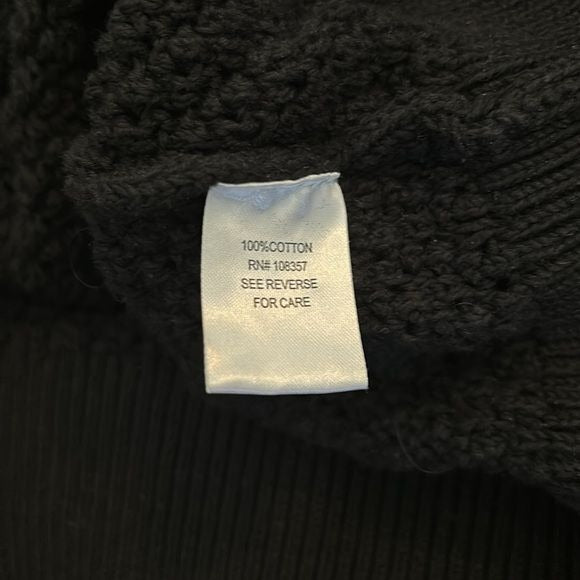 100%COTTON
RN# 108357
SEE REVERSE
FOR CARE